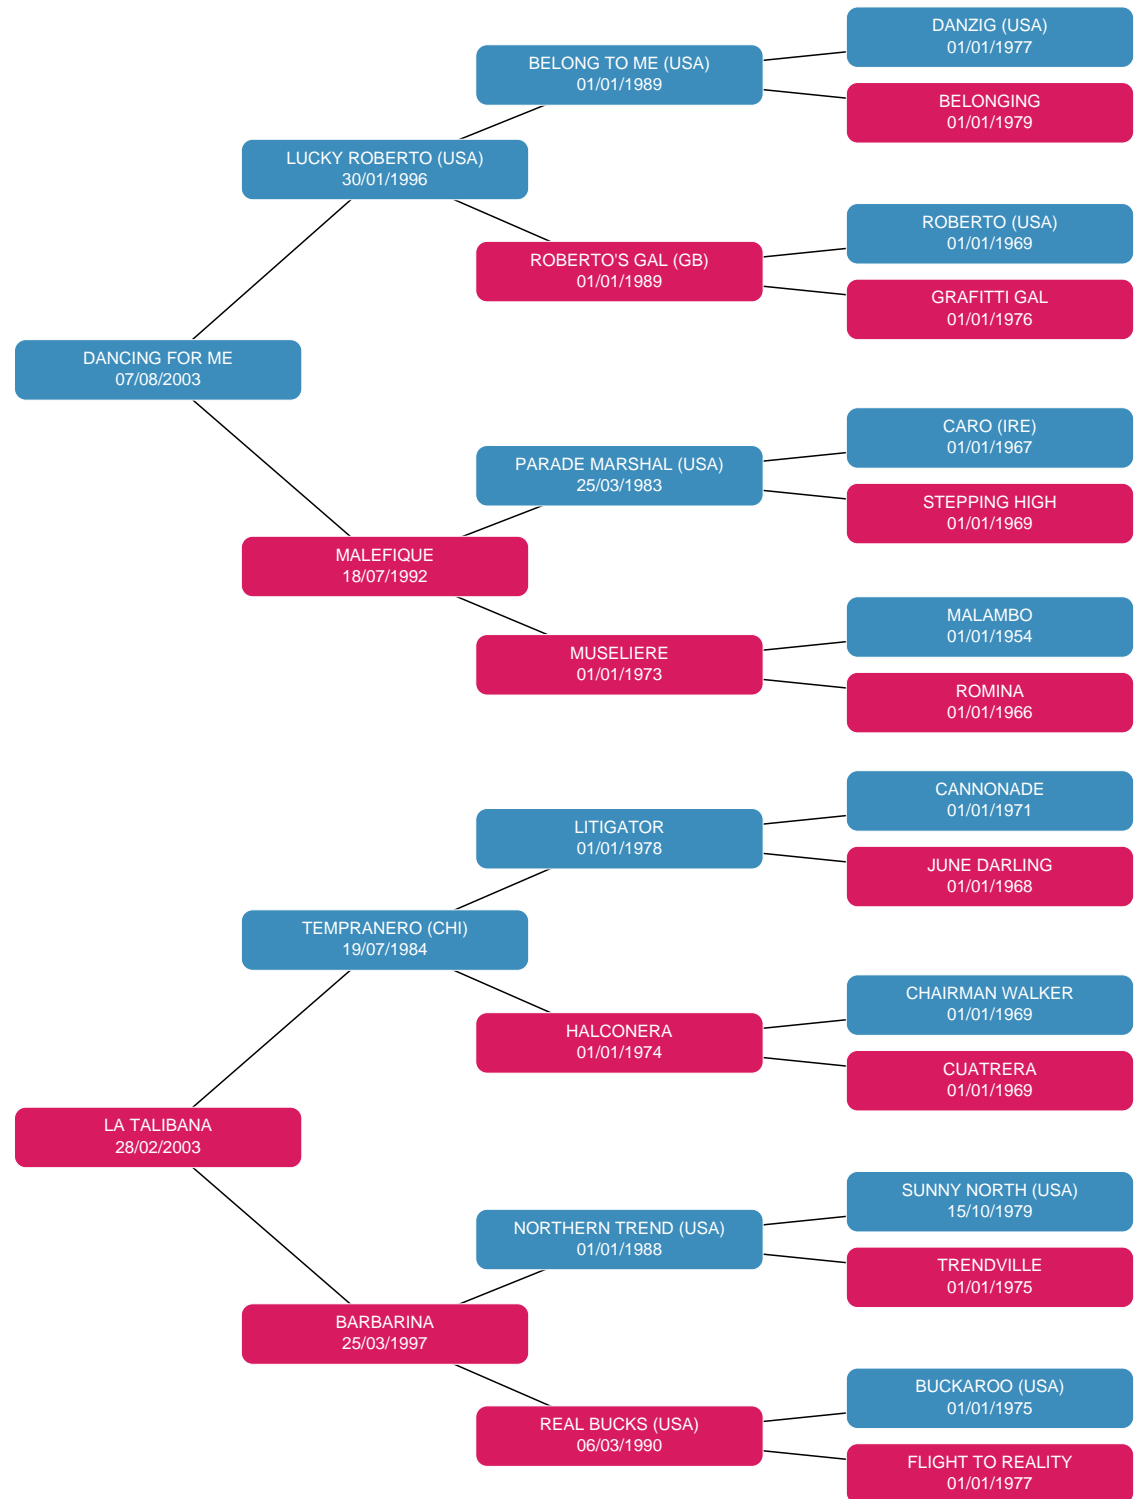 DANZIG (USA)
01/01/1977
BELONG TO ME (USA)
01/01/1989
BELONGING
01/01/1979
LUCKY ROBERTO (USA)
30/01/1996
ROBERTO (USA)
01/01/1969
ROBERTO'S GAL (GB)
01/01/1989
GRAFITTI GAL
01/01/1976
DANCING FOR ME
07/08/2003
CARO (IRE)
01/01/1967
PARADE MARSHAL (USA)
25/03/1983
STEPPING HIGH
01/01/1969
MALEFIQUE
18/07/1992
MALAMBO
01/01/1954
MUSELIERE
01/01/1973
ROMINA
01/01/1966
CANNONADE
01/01/1971
LITIGATOR
01/01/1978
JUNE DARLING
01/01/1968
TEMPRANERO (CHI)
19/07/1984
CHAIRMAN WALKER
01/01/1969
HALCONERA
01/01/1974
CUATRERA
01/01/1969
LA TALIBANA
28/02/2003
SUNNY NORTH (USA)
15/10/1979
NORTHERN TREND (USA)
01/01/1988
TRENDVILLE
01/01/1975
BARBARINA
25/03/1997
BUCKAROO (USA)
01/01/1975
REAL BUCKS (USA)
06/03/1990
FLIGHT TO REALITY
01/01/1977